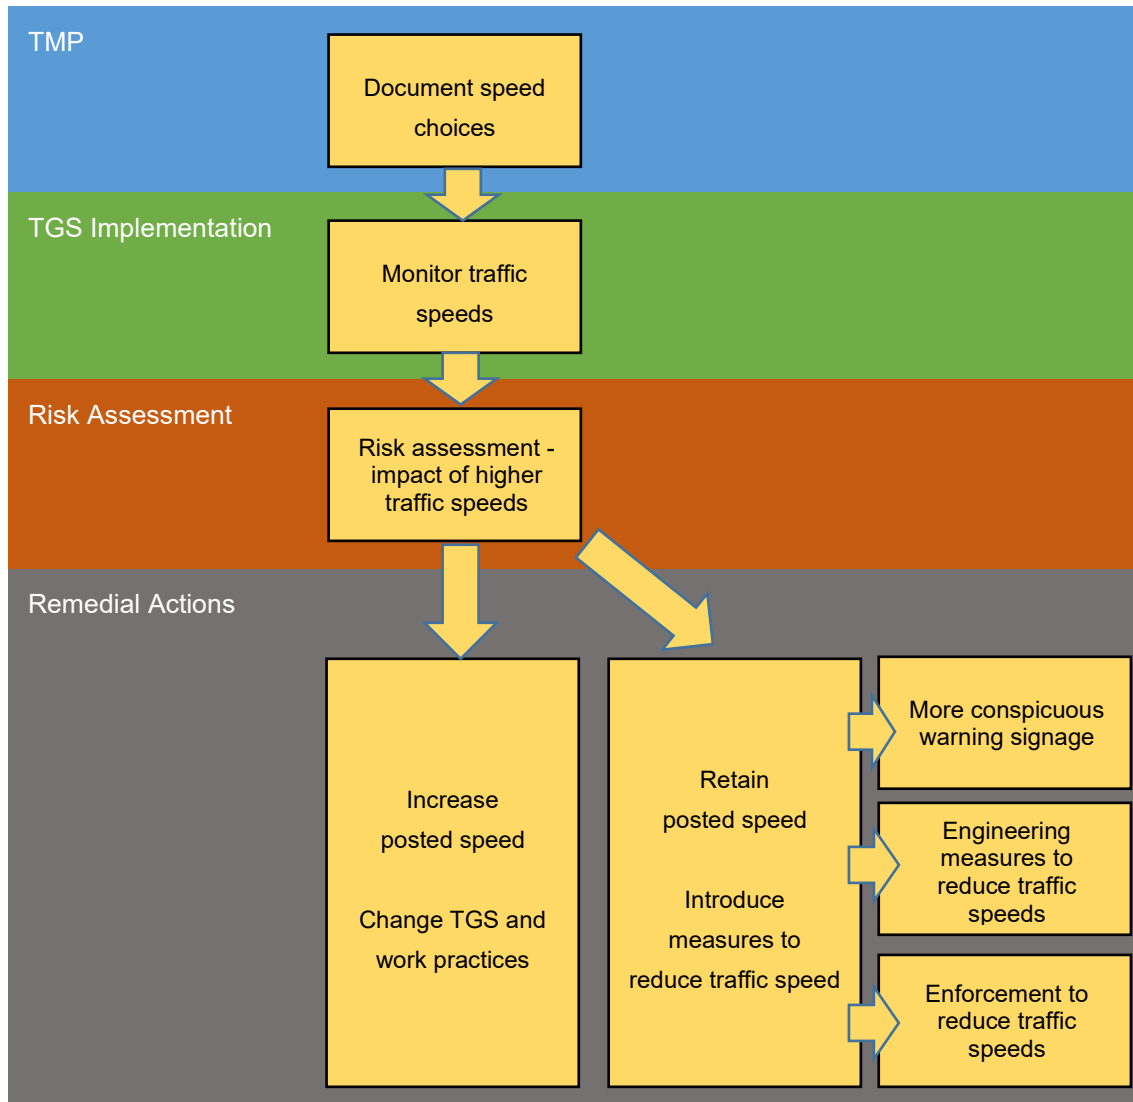 TMP
Document speed
choices
TGS Implementation
Monitor traffic
speeds
Risk Assessment
Risk assessment -
impact of higher
traffic speeds
Remedial Actions
Increase
posted speed
Change TGS and
work practices
Retain
posted speed
Introduce
measures to
reduce traffic speed
More conspicuous
warning signage
Engineering
measures to
reduce traffic
speeds
Enforcement to
reduce traffic
speeds